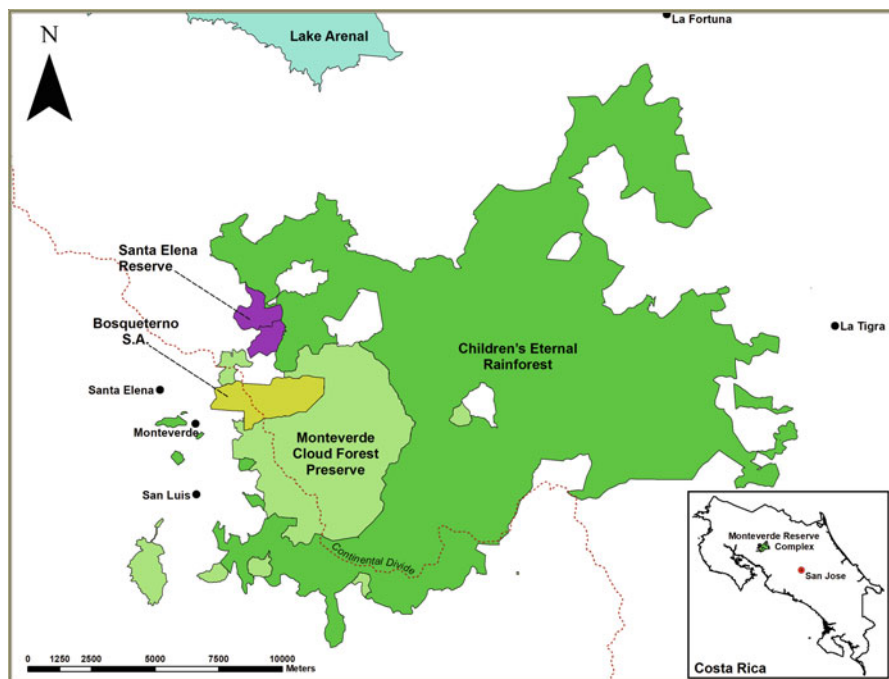 Lake Arenal
La Fortuna
N
Santa Elena
Reserve
Bosqueterno
S.A.
La Tigra
Children's Eternal
Rainforest
Santa Elena
Monteverde
Monteverde
Cloud Forest
Preserve
San Luis
Continental Divide
Monteverde Reserve
Complex
San Jose
Costa Rica
0 1250 2500 5000 7500 10000
Meters